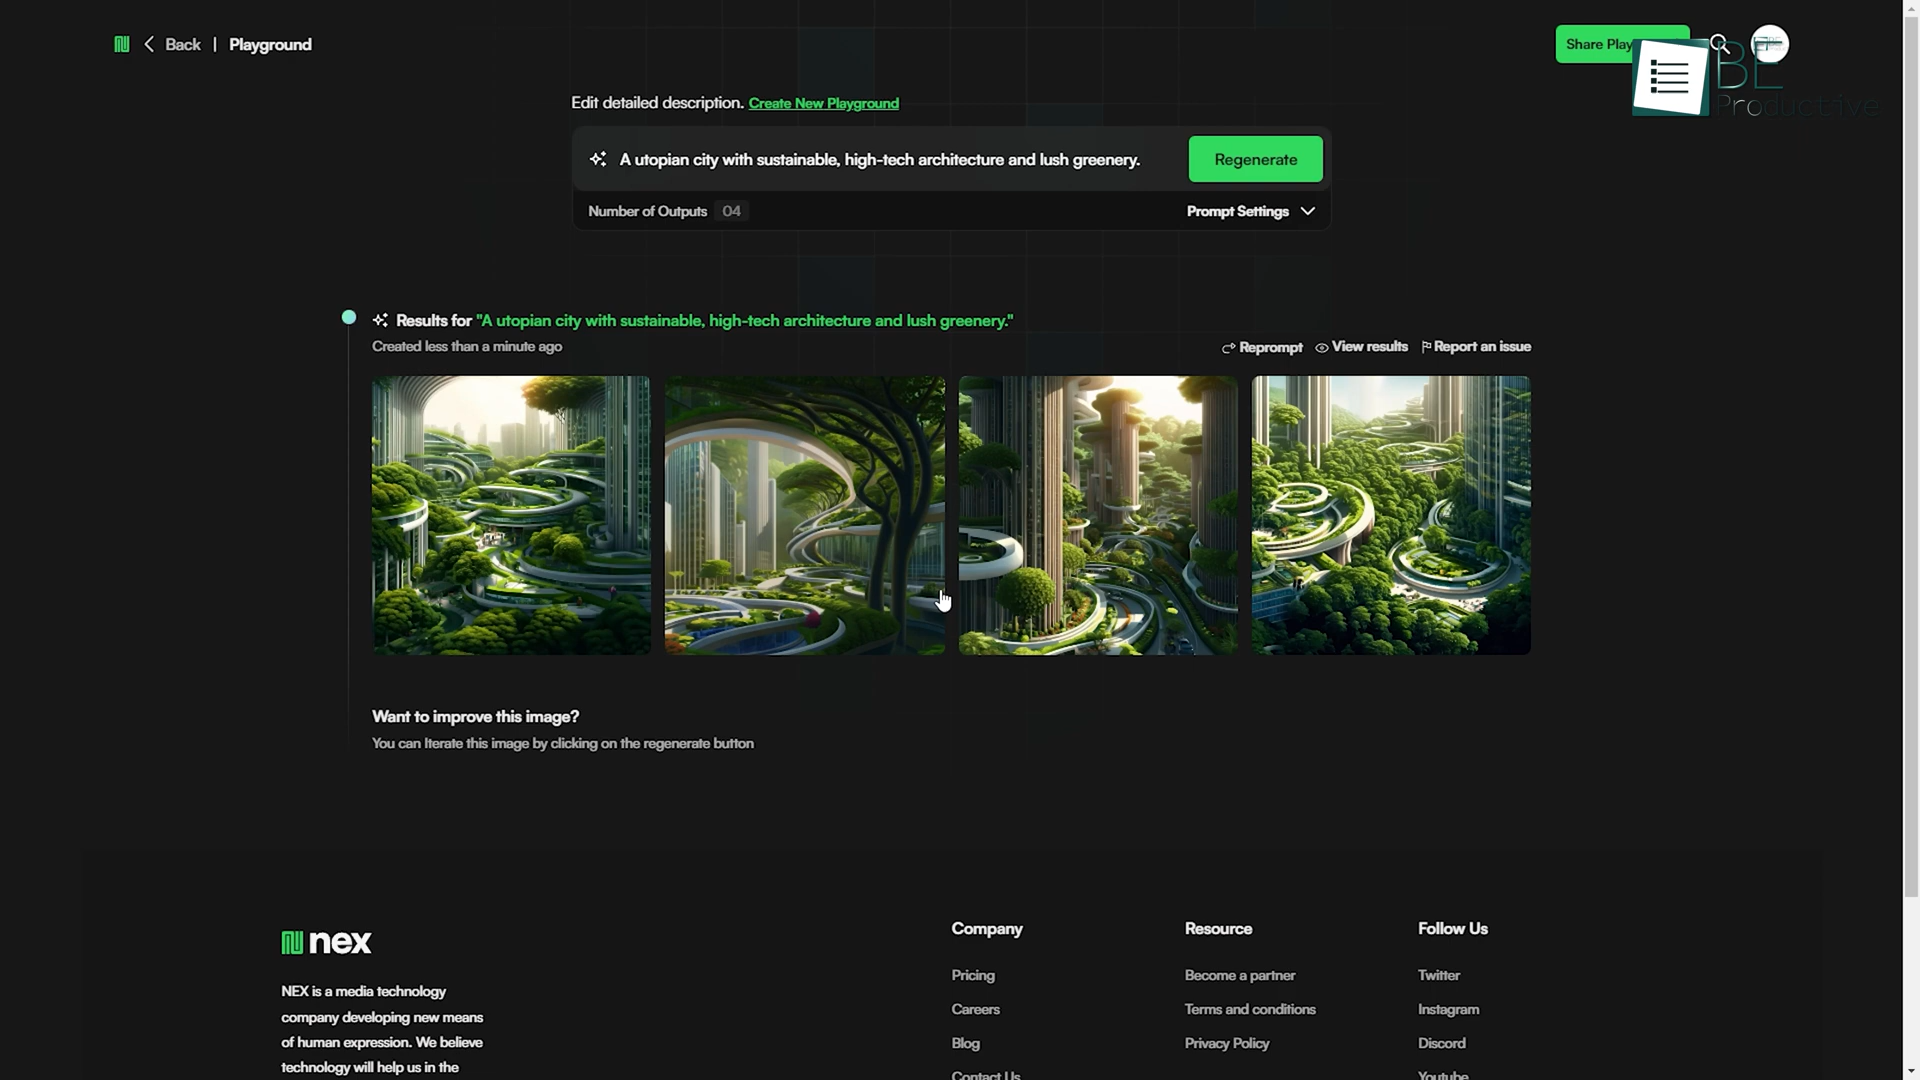 Back | Playground
Share Play
BE
Productive
Edit detailed description. Create New Playground
A utopian city with sustainable, high-tech architecture and lush greenery.
Regenerate
Number of Outputs 04
Prompt Settings
Results for "A utopian city with sustainable, high-tech architecture and lush greenery."
Created less than a minute ago
Reprompt View results Report an issue
Want to improve this image?
You can Iterate this image by clicking on the regenerate button
nex
NEX is a media technology
company developing new means
of human expression. We believe
technology will help us in the
Company
Pricing
Careers
Blog
Contact Us
Resource
Become a partner
Terms and conditions
Privacy Policy
Follow Us
Twitter
Instagram
Discord
Youtube